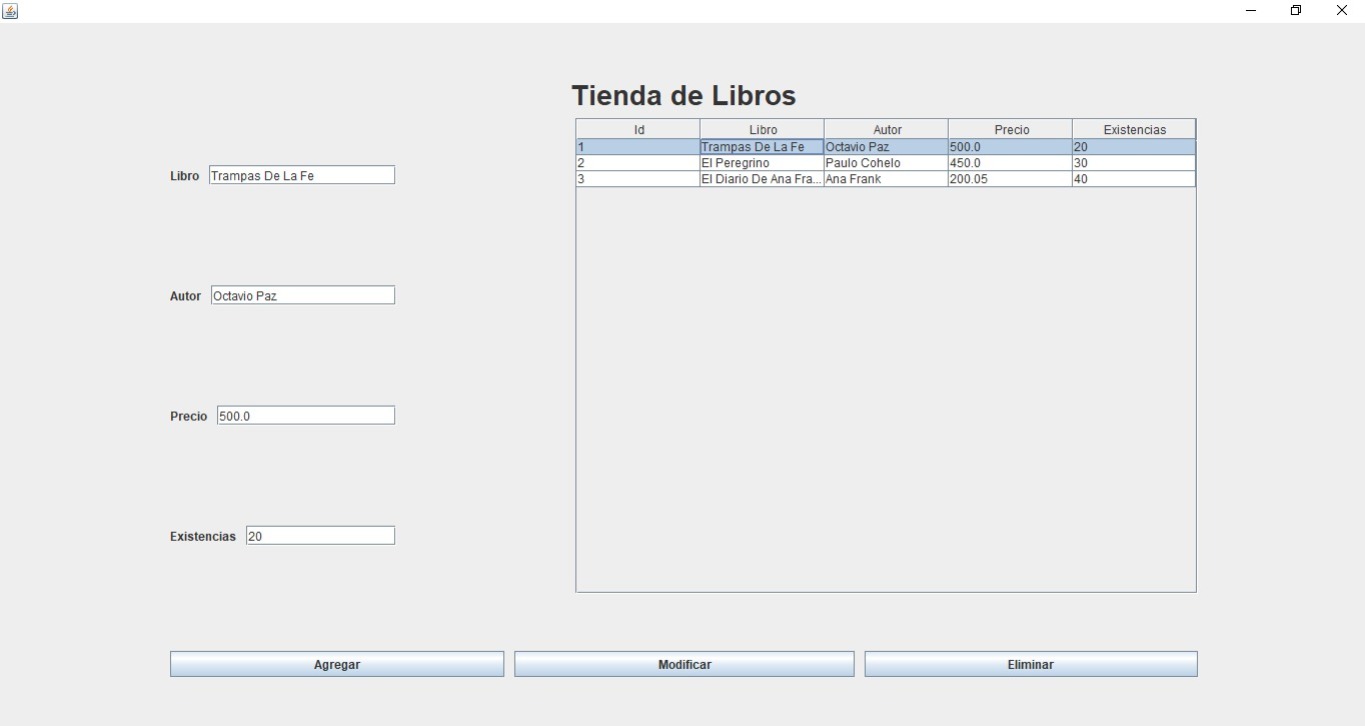 Tienda de Libros
Id Libro Autor Precio Existencias
1 Trampas De La Fe Octavio Paz 500.0 20
2 El Peregrino Paulo Cohelo 450.0 30
3 El Diario De Ana Fra... Ana Frank 200.05 40
Libro Trampas De La Fe
Autor Octavio Paz
Precio 500.0
Existencias 20
Agregar Modificar Eliminar